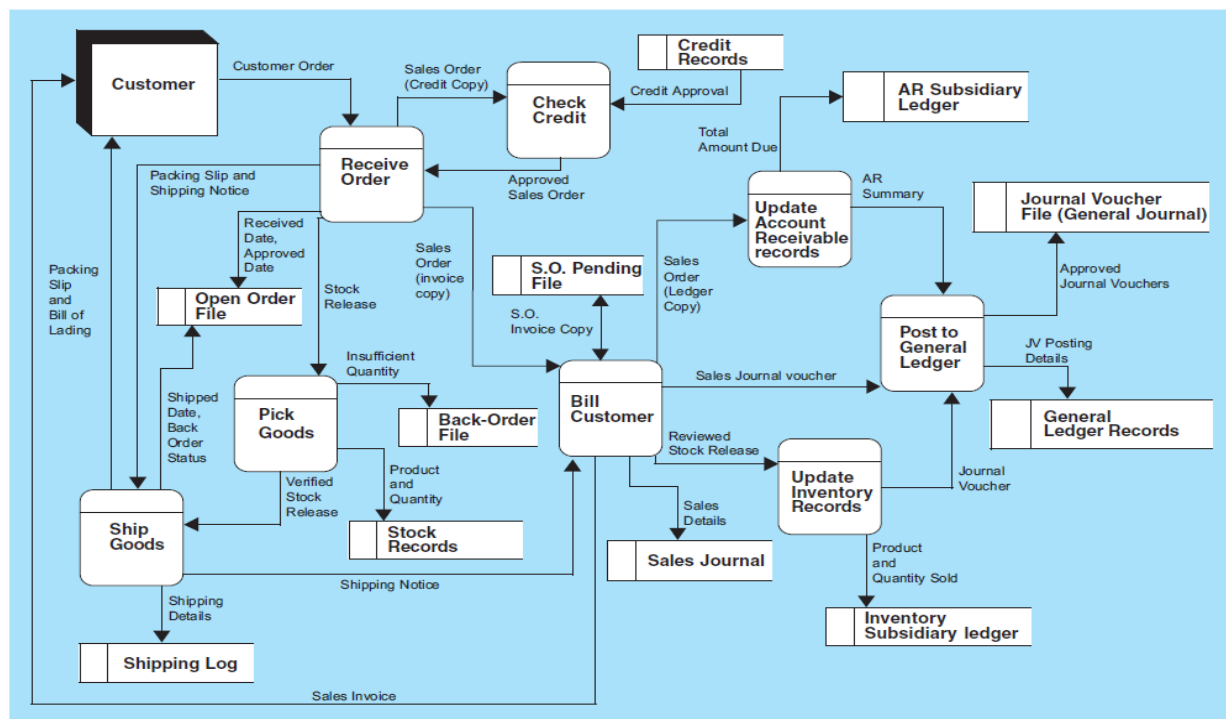 Customer
Customer Order
Sales Order
(Credit Copy)
Check
Credit
Credit
Records
Credit Approval
AR Subsidiary
Ledger
Total
Amount Due
Receive
Order
Approved
Sales Order
Packing Slip and
Shipping Notice
Update
Account
Receivable
records
AR
Summary
Journal Voucher
File (General Journal)
Received
Date,
Approved
Date
Sales
Order
(invoice
copy)
S.O. Pending
File
Sales
Order
(Ledger
Copy)
Approved
Journal Vouchers
Packing
Slip
and
Bill of
Lading
Open Order
File
Stock
Release
S.O.
Invoice Copy
Post to
General
Ledger
JV Posting
Details
Insufficient
Quantity
Sales Journal voucher
Shipped
Date,
Back
Order
Status
Pick
Goods
Back-Order
File
Bill
Customer
General
Ledger Records
Reviewed
Stock Release
Verified
Stock
Release
Product
and
Quantity
Update
Inventory
Records
Journal
Voucher
Ship
Goods
Stock
Records
Sales
Details
Sales Journal
Shipping Notice
Product
and
Quantity Sold
Shipping
Details
Inventory
Subsidiary ledger
Shipping Log
Sales Invoice